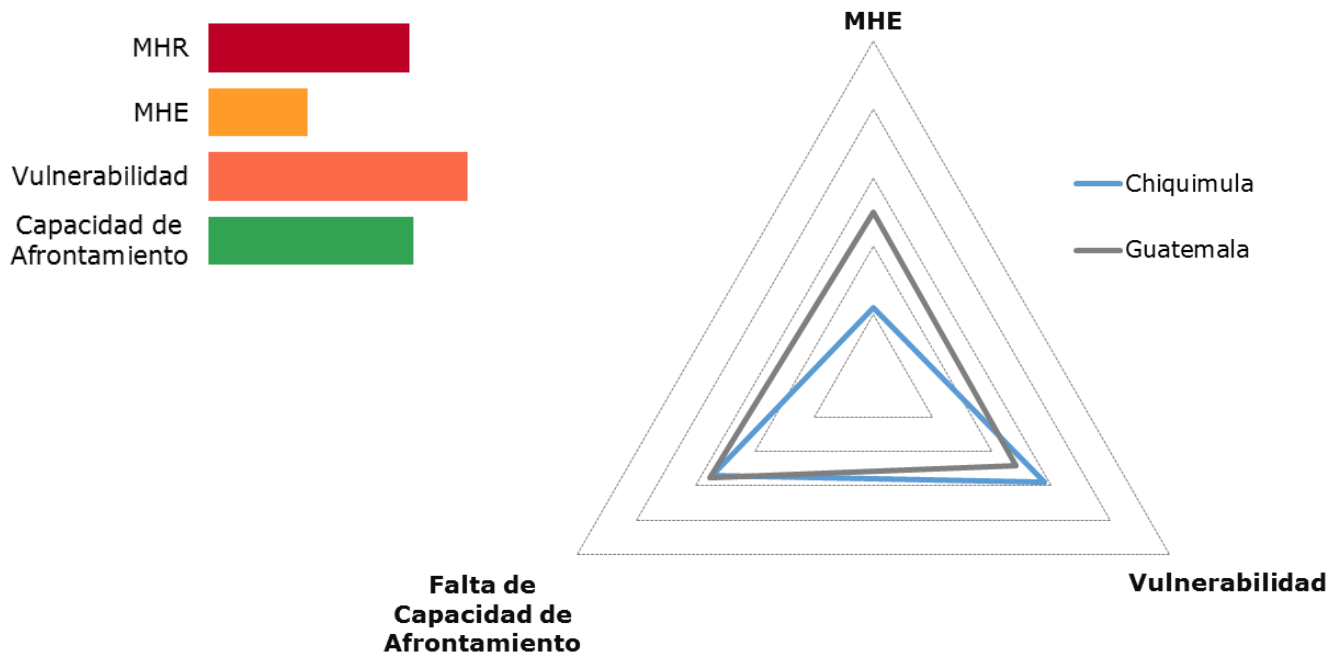 MHR
MHE
Vulnerabilidad
Capacidad de
Afrontamiento
MHE
Chiquimula
Guatemala
Falta de
Capacidad de
Afrontamiento
Vulnerabilidad